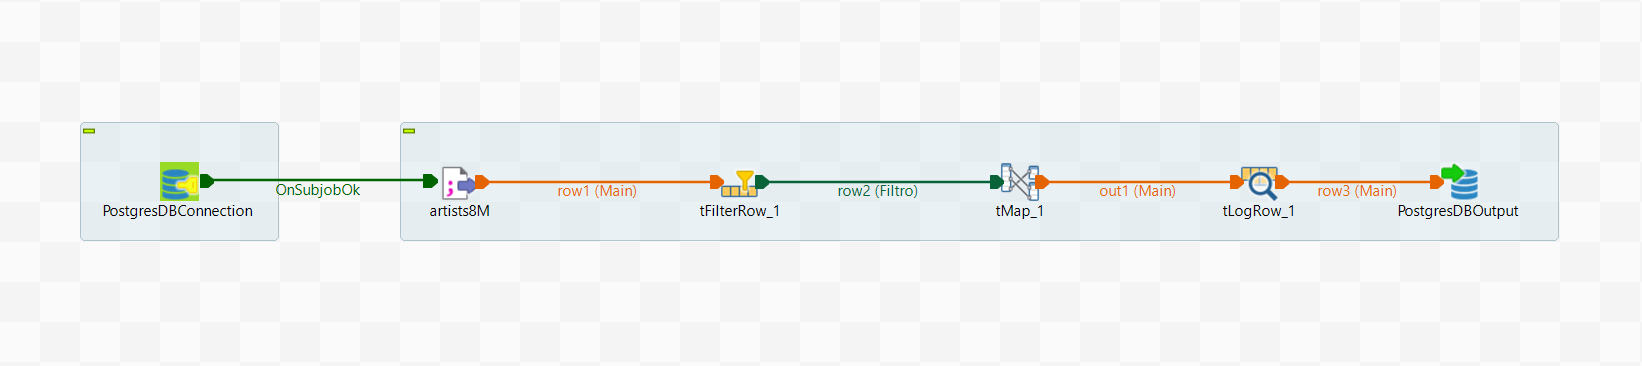 OnSubjobOk
row1 (Main)
row2 (Filtro)
out1 (Main)
row3 (Main)
PostgresDBConnection
artists8M
tFilterRow_1
tMap_1
tLogRow_1
PostgresDBOutput